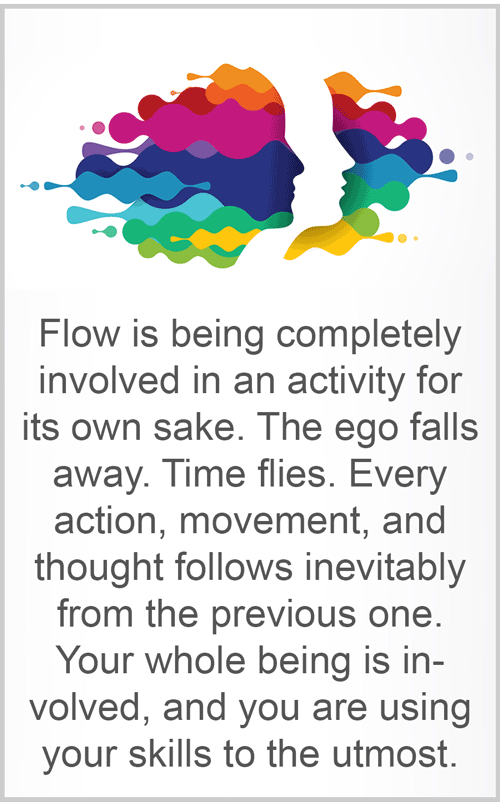 Flow is being completely
involved in an activity for
its own sake. The ego falls
away. Time flies. Every
action, movement, and
thought follows inevitably
from the previous one.
Your whole being is in-
volved, and you are using
your skills to the utmost.